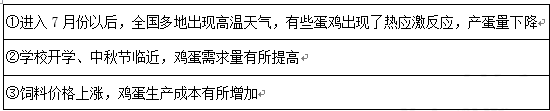 ①进入7月份以后，全国多地出现高温天气，有些蛋鸡出现了热应激反应，产蛋量下降
②学校开学、中秋节临近，鸡蛋需求量有所提高
③饲料价格上涨，鸡蛋生产成本有所增加